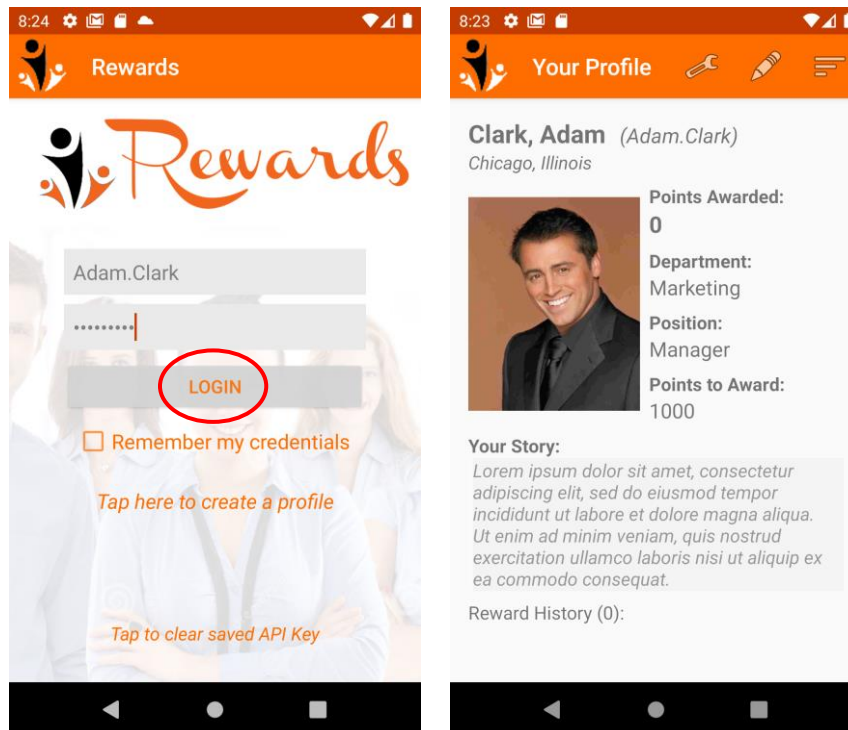 8:24
Rewards
Rewards
Adam.Clark
•••••••••
LOGIN
Remember my credentials
Tap here to create a profile
Tap to clear saved API Key
8:23
Your Profile
Clark, Adam (Adam.Clark)
Chicago, Illinois
Points Awarded:
0
Department:
Marketing
Position:
Manager
Points to Award:
1000
Your Story:
Lorem ipsum dolor sit amet, consectetur
adipiscing elit, sed do eiusmod tempor
incididunt ut labore et dolore magna aliqua.
Ut enim ad minim veniam, quis nostrud
exercitation ullamco laboris nisi ut aliquip ex
ea commodo consequat.
Reward History (0):